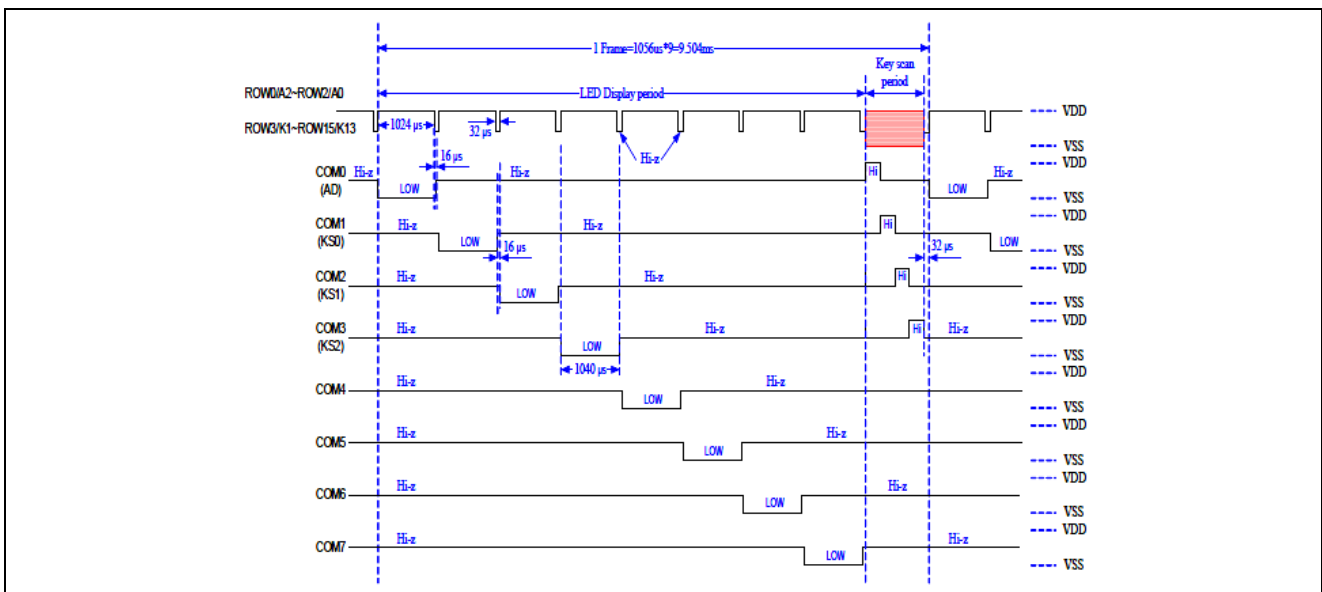 1 Frame=1056us*9=9.504ms
Key scan
period
ROW0/A2~ROW2/A0
LED Display period
VDD
ROW3/K1~ROW15/K13
1024 μs
32 μs
VSS
16 μs
Hi-z
VDD
COM0
(AD)
Hi-z
Hi-z
Hi
Hi-z
LOW
LOW
VSS
VDD
COM1
(KS0)
Hi-z
Hi-z
Hi
LOW
16 μs
32 μs
LOW
VSS
VDD
COM2
(KS1)
Hi-z
Hi-z
Hi
LOW
VSS
VDD
COM3
(KS2)
Hi-z
Hi-z
Hi
Hi-z
LOW
VSS
1040 μs
VDD
COM4
Hi-z
Hi-z
LOW
VSS
VDD
COM5
Hi-z
Hi-z
LOW
VSS
VDD
COM6
Hi-z
Hi-z
LOW
VSS
VDD
COM7
Hi-z
Hi-z
LOW
VSS